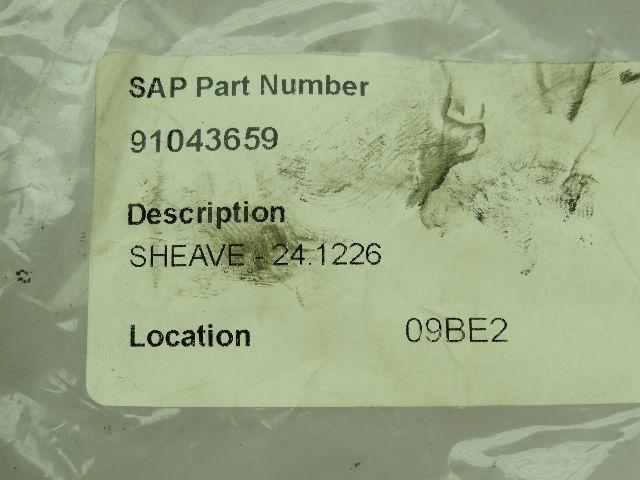 SAP Part Number
91043659
Description
SHEAVE - 24.1226
Location 09BE2